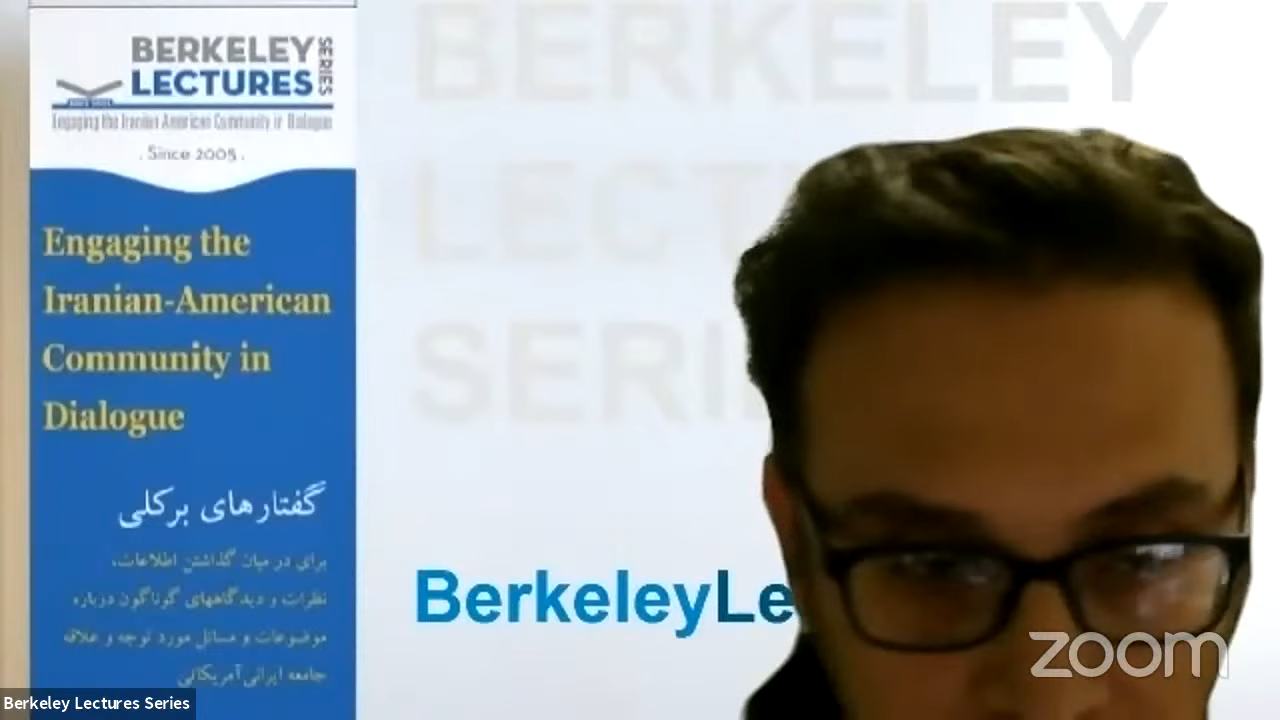 BERKELEY
LECTURES
SERIES
Engaging the Iranian American Community in Dialogue
. Since 2005 .
Engaging the
Iranian-American
Community in
Dialogue
گفتارهای برکلی
برای در میان گذاشتن اطلاعات،
نظرات و دیدگاههای گوناگون درباره
موضوعات و مسائل مورد توجه و علاقه
جامعه ایرانی آمریکائی
BERKELEY
LECT
SERI
BerkeleyLe
zoom
Berkeley Lectures Series